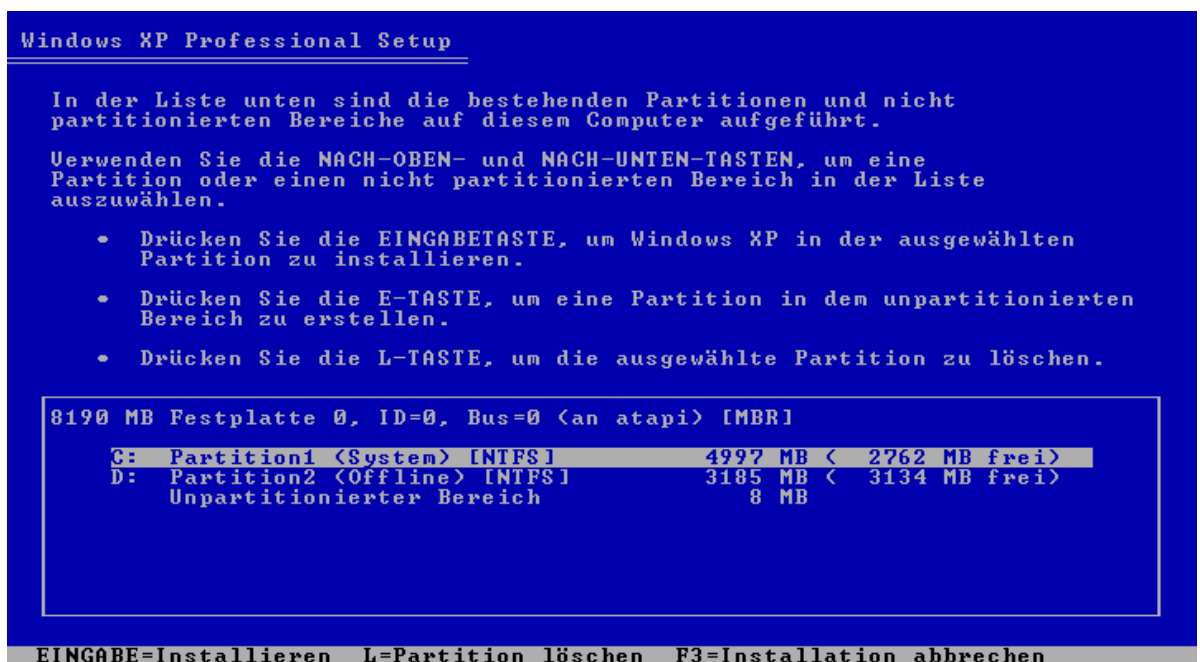 Windows XP Professional Setup
In der Liste unten sind die bestehenden Partitionen und nicht
partitionierten Bereiche auf diesem Computer aufgeführt.
Verwenden Sie die NACH-OBEN- und NACH-UNTEN-TASTEN, um eine
Partition oder einen nicht partitionierten Bereich in der Liste
auszuwählen.
• Drücken Sie die EINGABETASTE, um Windows XP in der ausgewählten
Partition zu installieren.
• Drücken Sie die E-TASTE, um eine Partition in dem unpartitionierten
Bereich zu erstellen.
• Drücken Sie die L-TASTE, um die ausgewählte Partition zu löschen.
8190 MB Festplatte 0, ID=0, Bus=0 (an atapi) [MBR]
C: Partition1 (System) [NTFS] 4997 MB ( 2762 MB frei)
D: Partition2 (Offline) [NTFS] 3185 MB ( 3134 MB frei)
Unpartitionierter Bereich 8 MB
EINGABE=Installieren L=Partition löschen F3=Installation abbrechen